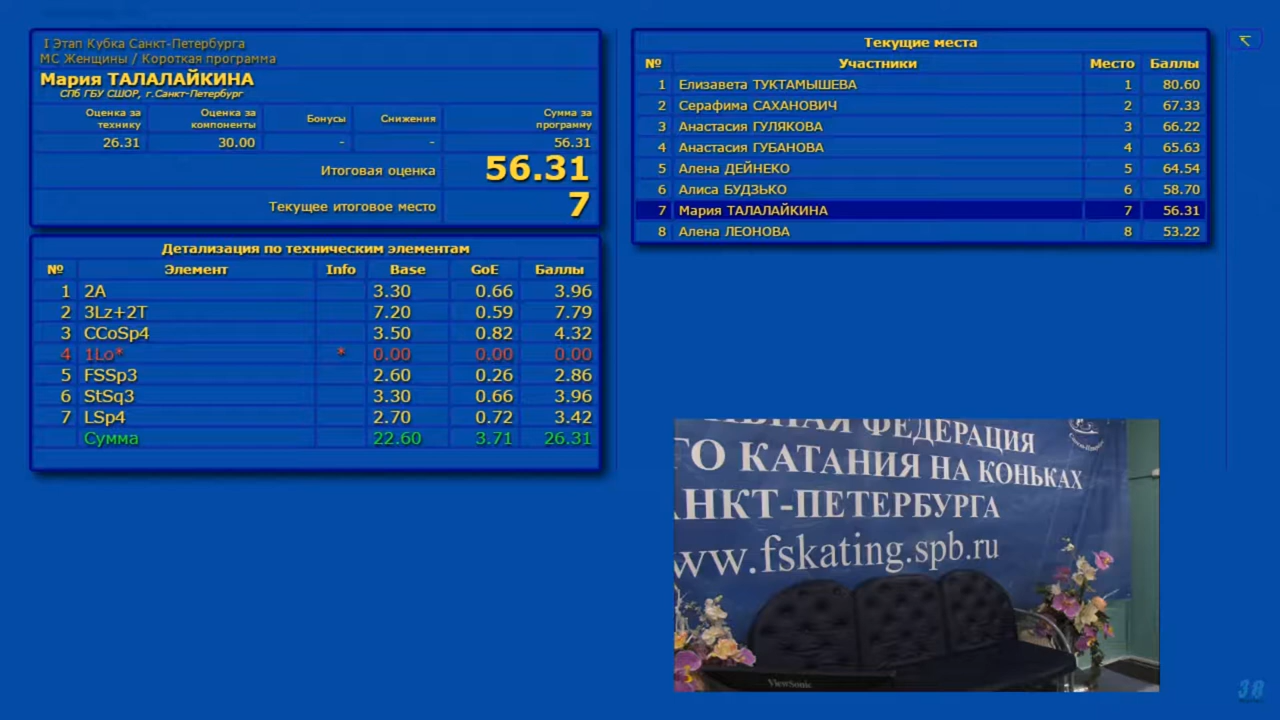 I Этап Кубка Санкт-Петербурга
МС Женщины / Короткая программа
Мария ТАЛАЛАЙКИНА
СПб ГБУ СШОР, г.Санкт-Петербург
Оценка за технику Оценка за компоненты Бонусы Снижения Сумма за программу
26.31 30.00 - - 56.31
Итоговая оценка 56.31
Текущее итоговое место 7
Детализация по техническим элементам
№ Элемент Info Base GoE Баллы
1 2A 3.30 0.66 3.96
2 3Lz+2T 7.20 0.59 7.79
3 CCoSp4 3.50 0.82 4.32
4 1Lo* * 0.00 0.00 0.00
5 FSSp3 2.60 0.26 2.86
6 StSq3 3.30 0.66 3.96
7 LSp4 2.70 0.72 3.42
Сумма 22.60 3.71 26.31
Текущие места
№ Участники Место Баллы
1 Елизавета ТУКТАМЫШЕВА 1 80.60
2 Серафима САХАНОВИЧ 2 67.33
3 Анастасия ГУЛЯКОВА 3 66.22
4 Анастасия ГУБАНОВА 4 65.63
5 Алена ДЕЙНЕКО 5 64.54
6 Алиса БУДЗЬКО 6 58.70
7 Мария ТАЛАЛАЙКИНА 7 56.31
8 Алена ЛЕОНОВА 8 53.22
ФЕДЕРАЦИЯ
ГО КАТАНИЯ НА КОНЬКАХ
АНКТ-ПЕТЕРБУРГА
www.fskating.spb.ru
ViewSonic
38